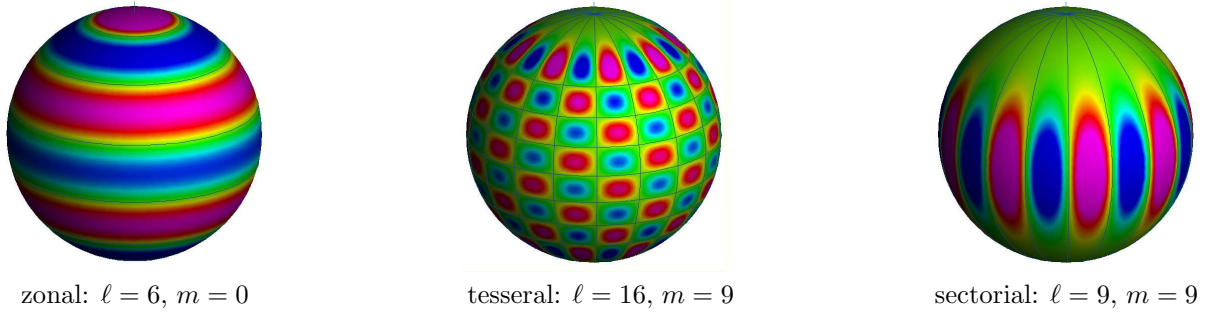 zonal: ℓ = 6, m = 0
tesseral: ℓ = 16, m = 9
sectorial: ℓ = 9, m = 9